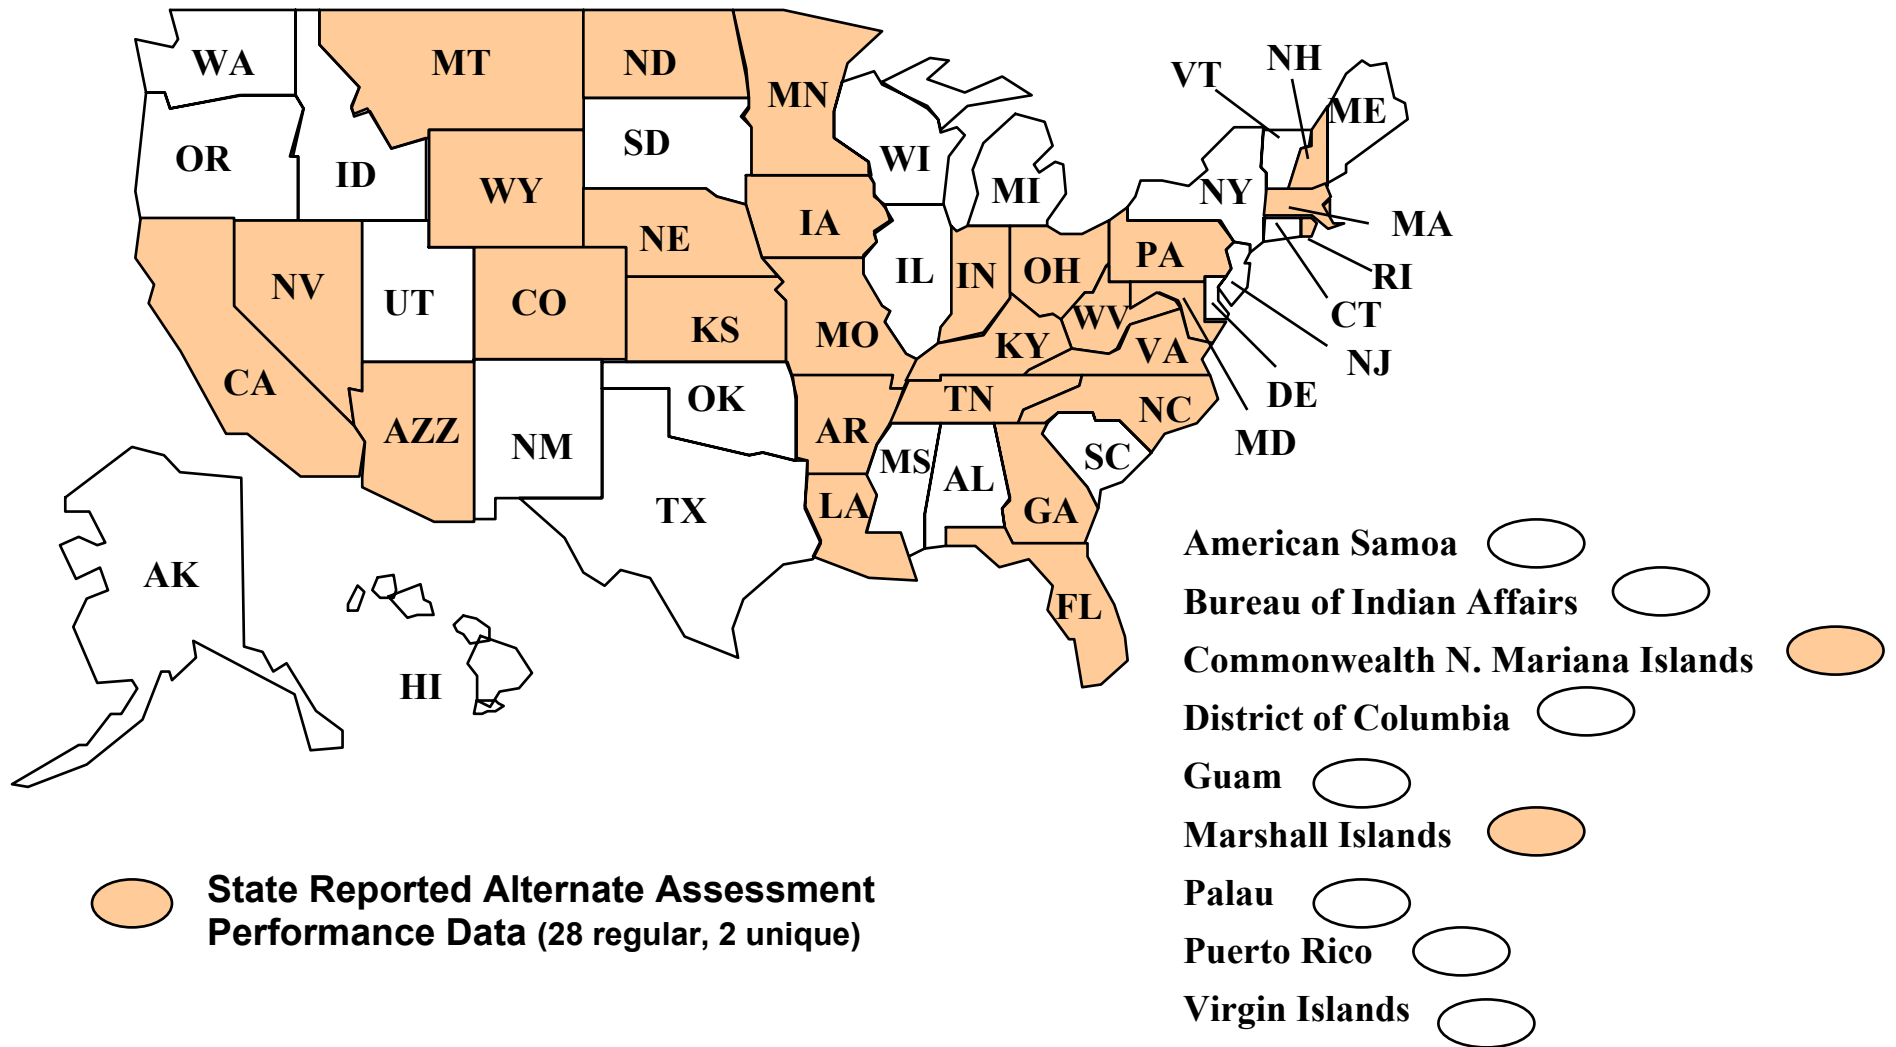 WA
MT
ND
MN
VT
NH
ME
OR
ID
SD
WI
MI
NY
WY
MA
NE
IA
PA
RI
NV
UT
CO
IL
IN
OH
CT
KS
MO
WV
KY
VA
NJ
CA
DE
AZZ
NM
OK
AR
TN
NC
MD
MS
AL
SC
TX
LA
GA
AK
HI
FL
American Samoa
Bureau of Indian Affairs
Commonwealth N. Mariana Islands
District of Columbia
Guam
Marshall Islands
Palau
Puerto Rico
Virgin Islands
State Reported Alternate Assessment
Performance Data (28 regular, 2 unique)